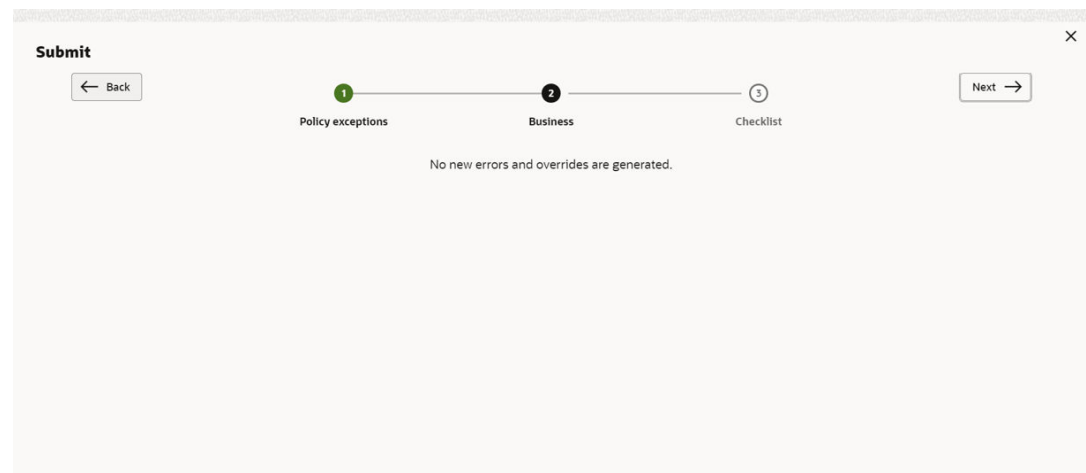 Submit
Back
Next
1
2
3
Policy exceptions
Business
Checklist
No new errors and overrides are generated.